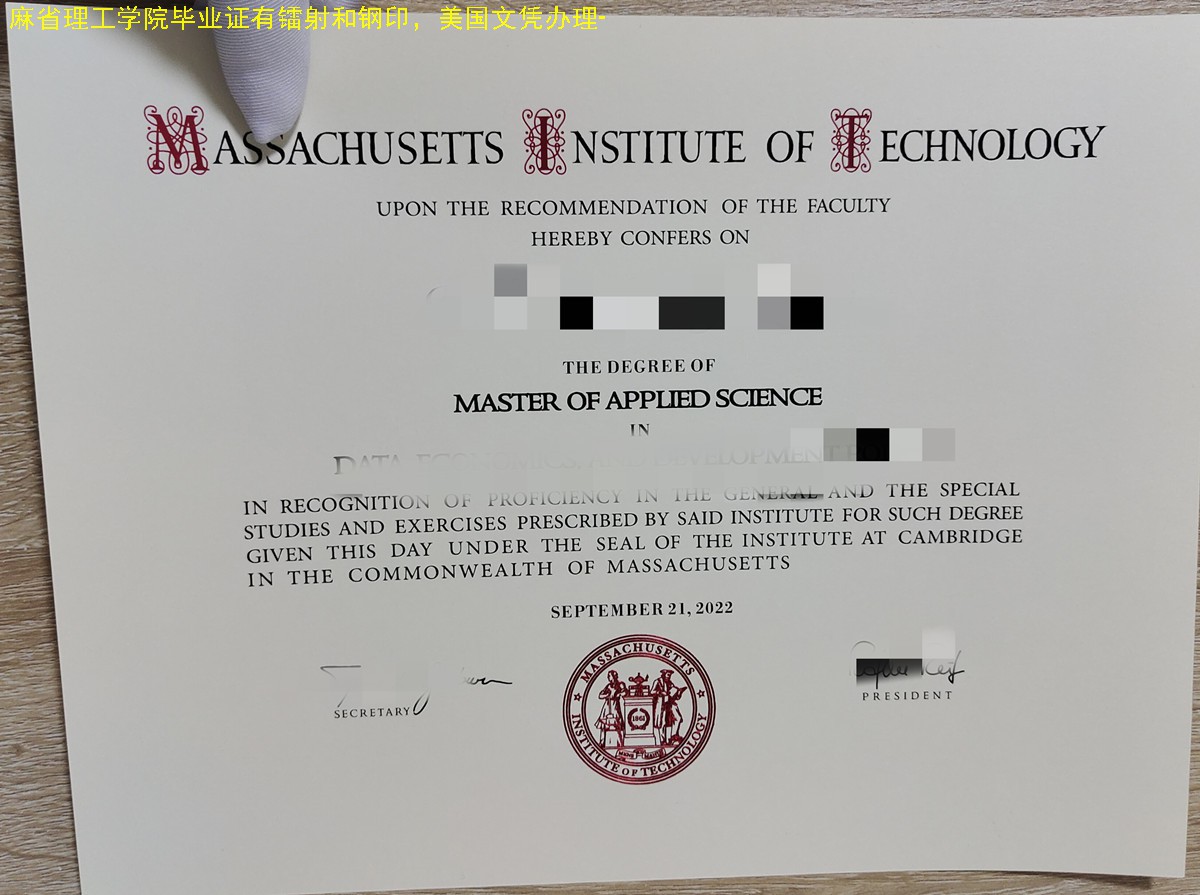 麻省理工学院毕业证有镭射和钢印，美国文凭办理-
MASSACHUSETTS INSTITUTE OF TECHNOLOGY
UPON THE RECOMMENDATION OF THE FACULTY
HEREBY CONFERS ON
THE DEGREE OF
MASTER OF APPLIED SCIENCE
IN
DATA, ECONOMICS, AND DEVELOPMENT
IN RECOGNITION OF PROFICIENCY IN THE GENERAL AND THE SPECIAL
STUDIES AND EXERCISES PRESCRIBED BY SAID INSTITUTE FOR SUCH DEGREE
GIVEN THIS DAY UNDER THE SEAL OF THE INSTITUTE AT CAMBRIDGE
IN THE COMMONWEALTH OF MASSACHUSETTS
SEPTEMBER 21, 2022
SECRETARY
PRESIDENT
MASSACHUSETTS
INSTITUTE OF TECHNOLOGY
1861